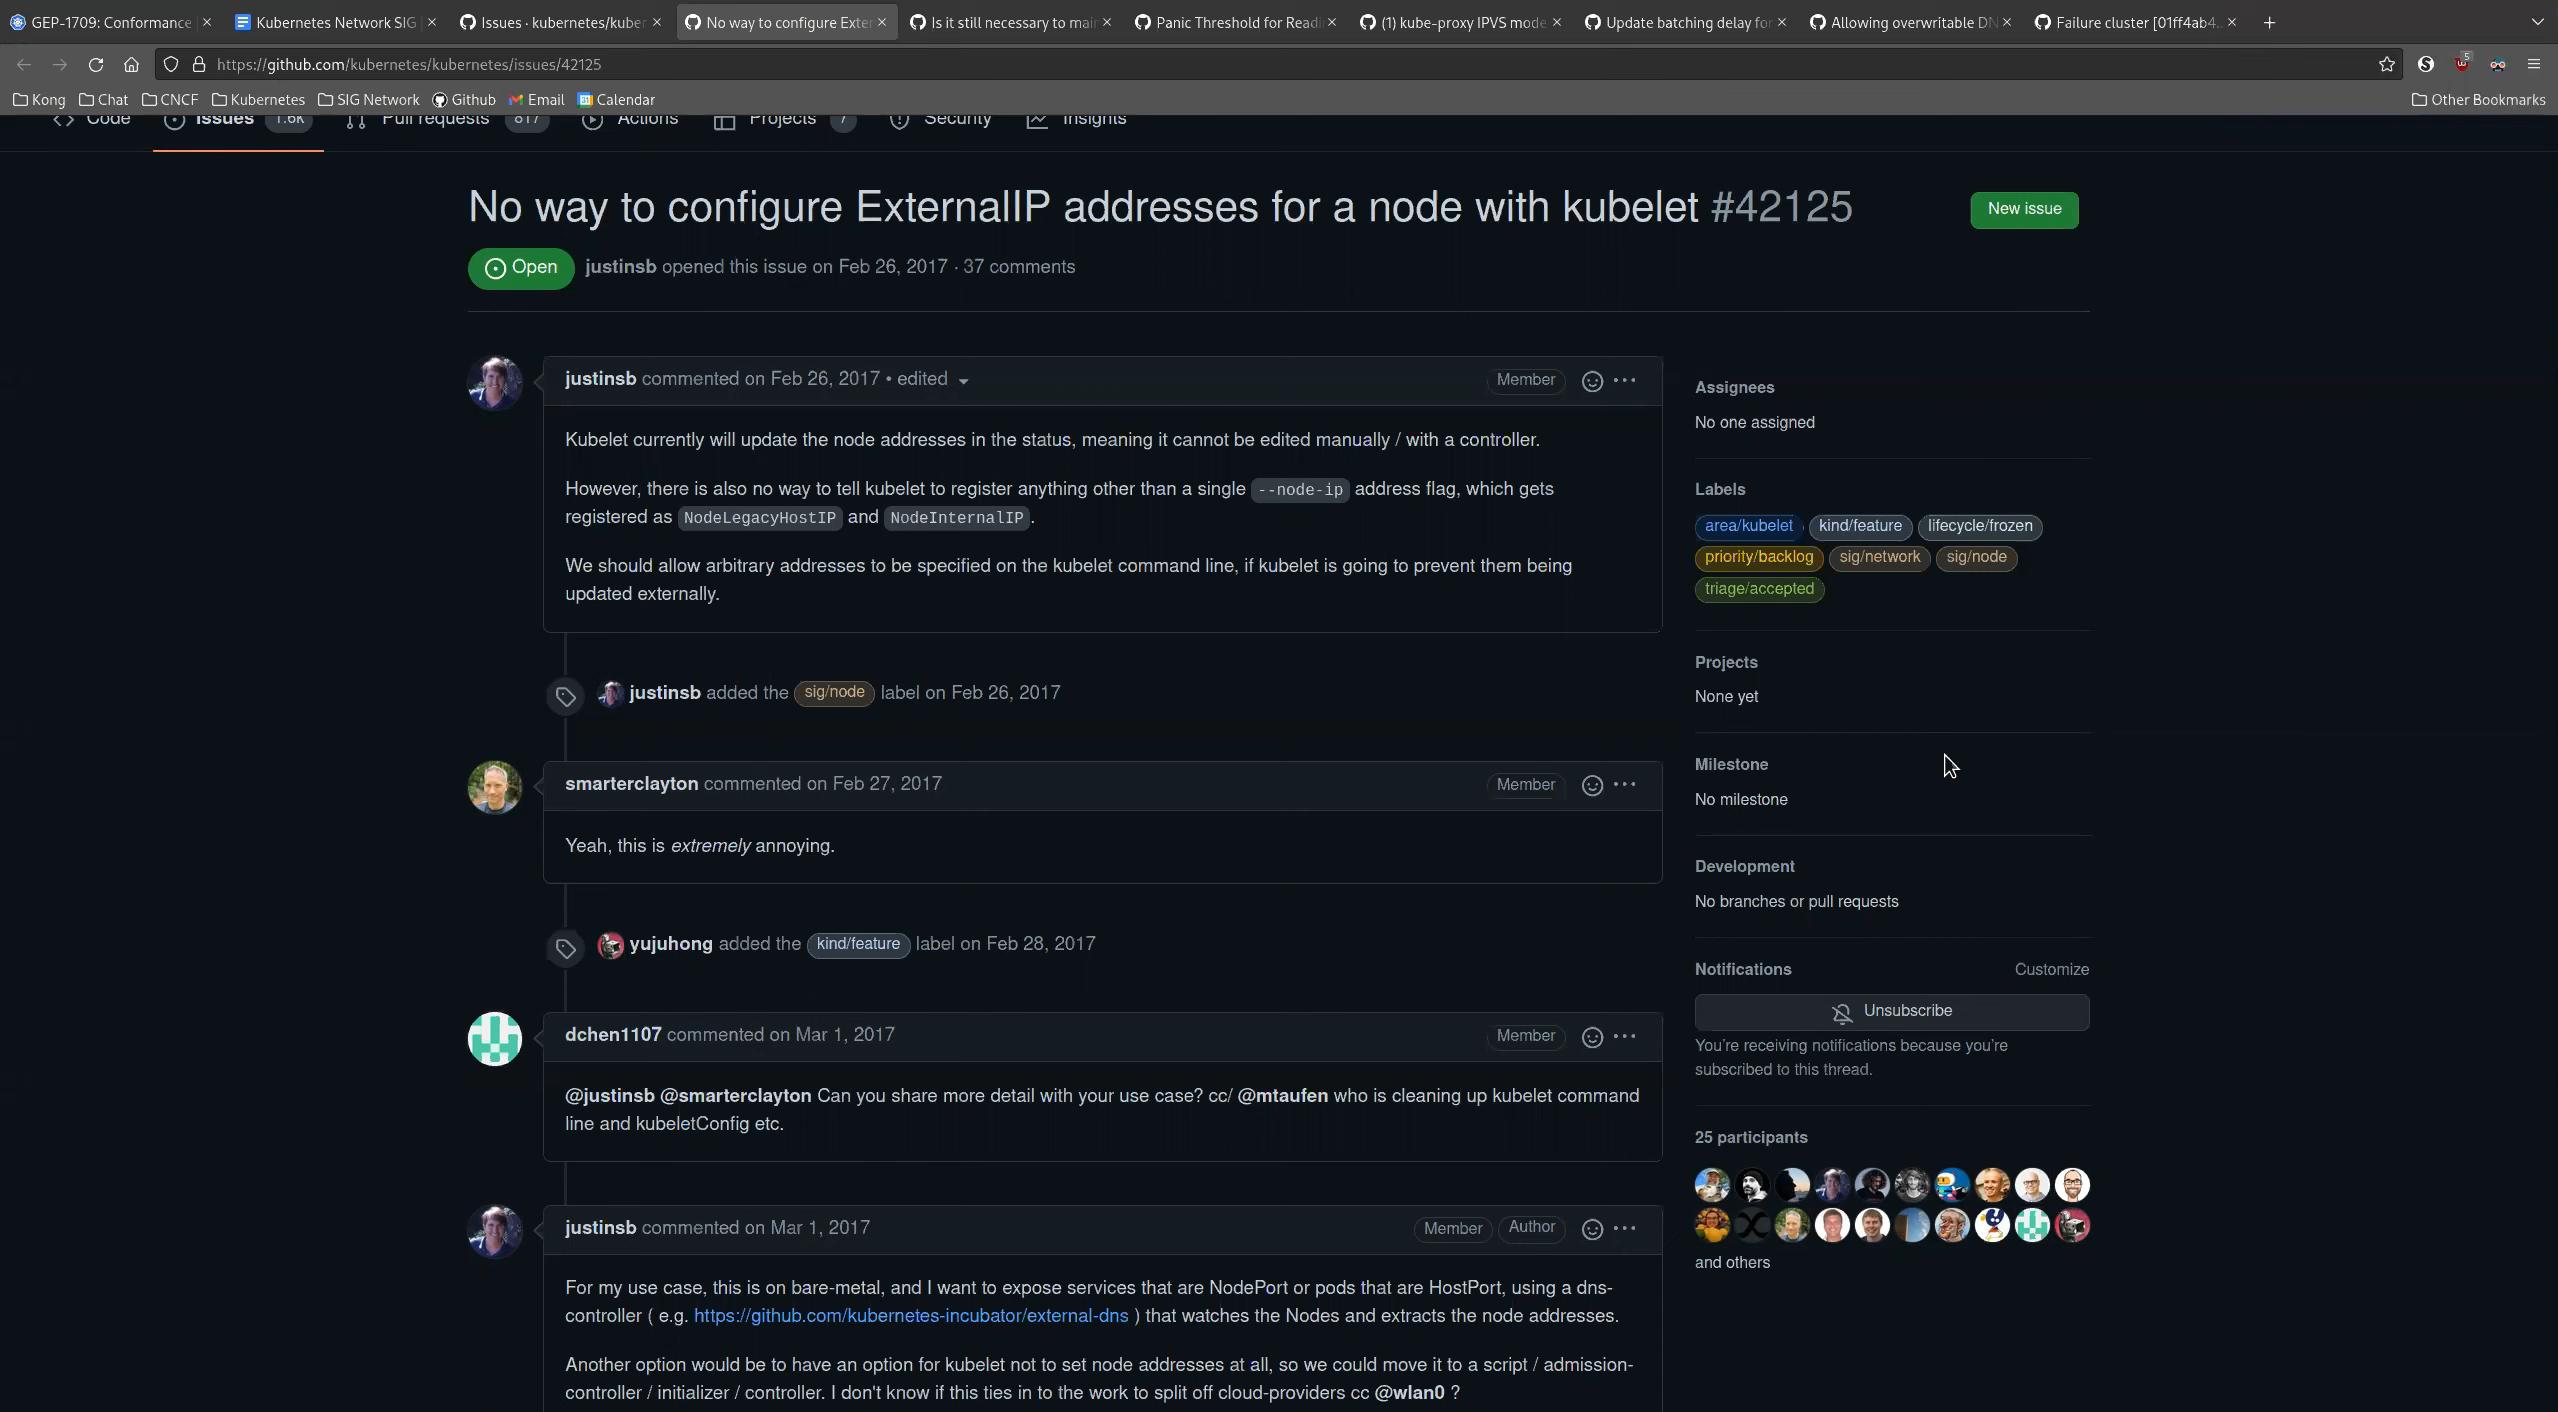 GEP-1709: Conformance
Kubernetes Network SIG
Issues · kubernetes/kuber
No way to configure Exter
Is it still necessary to mai
Panic Threshold for Readi
(1) kube-proxy IPVS mode
Update batching delay fo
Allowing overwritable DN
Failure cluster [01ff4ab4...
https://github.com/kubernetes/kubernetes/issues/42125
5
Kong
Chat
CNCF
Kubernetes
SIG Network
Github
Email
Calendar
Other Bookmarks
Code
Issues 1.6k
Pull requests 817
Actions
Projects 7
Security
Insights
No way to configure ExternalIP addresses for a node with kubelet #42125
New issue
Open
justinsb opened this issue on Feb 26, 2017 · 37 comments
justinsb commented on Feb 26, 2017 • edited
Member
Kubelet currently will update the node addresses in the status, meaning it cannot be edited manually / with a controller.
However, there is also no way to tell kubelet to register anything other than a single --node-ip address flag, which gets
registered as NodeLegacyHostIP and NodeInternalIP.
We should allow arbitrary addresses to be specified on the kubelet command line, if kubelet is going to prevent them being
updated externally.
justinsb added the sig/node label on Feb 26, 2017
smarterclayton commented on Feb 27, 2017
Member
Yeah, this is extremely annoying.
yujuhong added the kind/feature label on Feb 28, 2017
dchen1107 commented on Mar 1, 2017
Member
@justinsb @smarterclayton Can you share more detail with your use case? cc/ @mtaufen who is cleaning up kubelet command
line and kubeletConfig etc.
justinsb commented on Mar 1, 2017
Member
Author
For my use case, this is on bare-metal, and I want to expose services that are NodePort or pods that are HostPort, using a dns-
controller ( e.g. https://github.com/kubernetes-incubator/external-dns ) that watches the Nodes and extracts the node addresses.
Another option would be to have an option for kubelet not to set node addresses at all, so we could move it to a script / admission-
controller / initializer / controller. I don't know if this ties in to the work to split off cloud-providers cc @wlan0 ?
Assignees
No one assigned
Labels
area/kubelet kind/feature lifecycle/frozen
priority/backlog sig/network sig/node
triage/accepted
Projects
None yet
Milestone
No milestone
Development
No branches or pull requests
Notifications
Customize
Unsubscribe
You're receiving notifications because you're
subscribed to this thread.
25 participants
and others